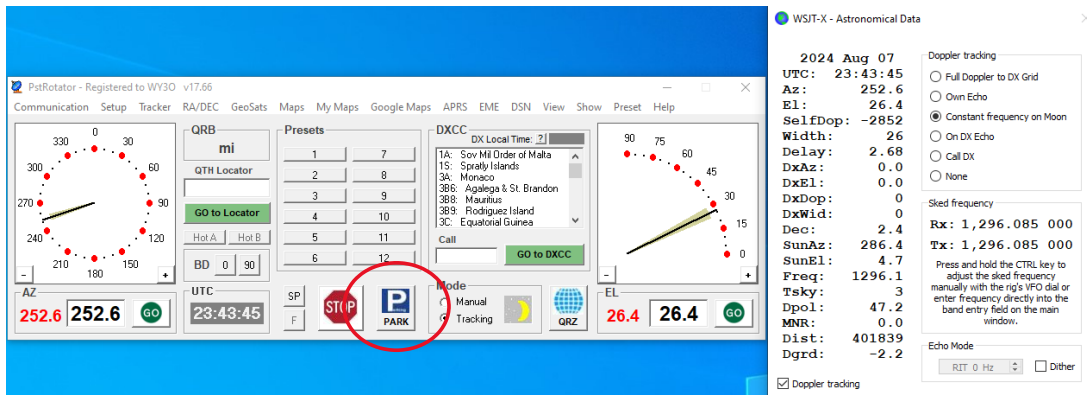 PstRotator - Registered to WY3O v17.66
Communication Setup Tracker RA/DEC GeoSats Maps My Maps Google Maps APRS EME DSN View Show Preset Help
0
30
60
90
120
150
180
210
240
270
300
330
- +
AZ
252.6 252.6 GO
QRB
mi
QTH Locator
GO to Locator
Hot A Hot B
BD 0 90
UTC
23:43:45
Presets
1 7
2 8
3 9
4 10
5 11
6 12
SP
F
STOP
P
PARK
DXCC
DX Local Time: ?
1A: Sov Mil Order of Malta
1S: Spratly Islands
3A: Monaco
3B6: Agalega & St. Brandon
3B8: Mauritius
3B9: Rodriguez Island
3C: Equatorial Guinea
Call
GO to DXCC
Mode
Manual
Tracking
QRZ
90
75
60
45
30
15
0
- +
EL
26.4 26.4 GO
WSJT-X - Astronomical Data
2024 Aug 07
UTC: 23:43:45
Az: 252.6
El: 26.4
SelfDop: -2852
Width: 26
Delay: 2.68
DxAz: 0.0
DxEl: 0.0
DxDop: 0
DxWid: 0
Dec: 2.4
SunAz: 286.4
SunEl: 4.7
Freq: 1296.1
Tsky: 3
Dpol: 47.2
MNR: 0.0
Dist: 401839
Dgrd: -2.2
Doppler tracking
Doppler tracking
Full Doppler to DX Grid
Own Echo
Constant frequency on Moon
On DX Echo
Call DX
None
Sked frequency
Rx: 1,296.085 000
Tx: 1,296.085 000
Press and hold the CTRL key to
adjust the sked frequency
manually with the rig's VFO dial or
enter frequency directly into the
band entry field on the main
window.
Echo Mode
RIT 0 Hz Dither